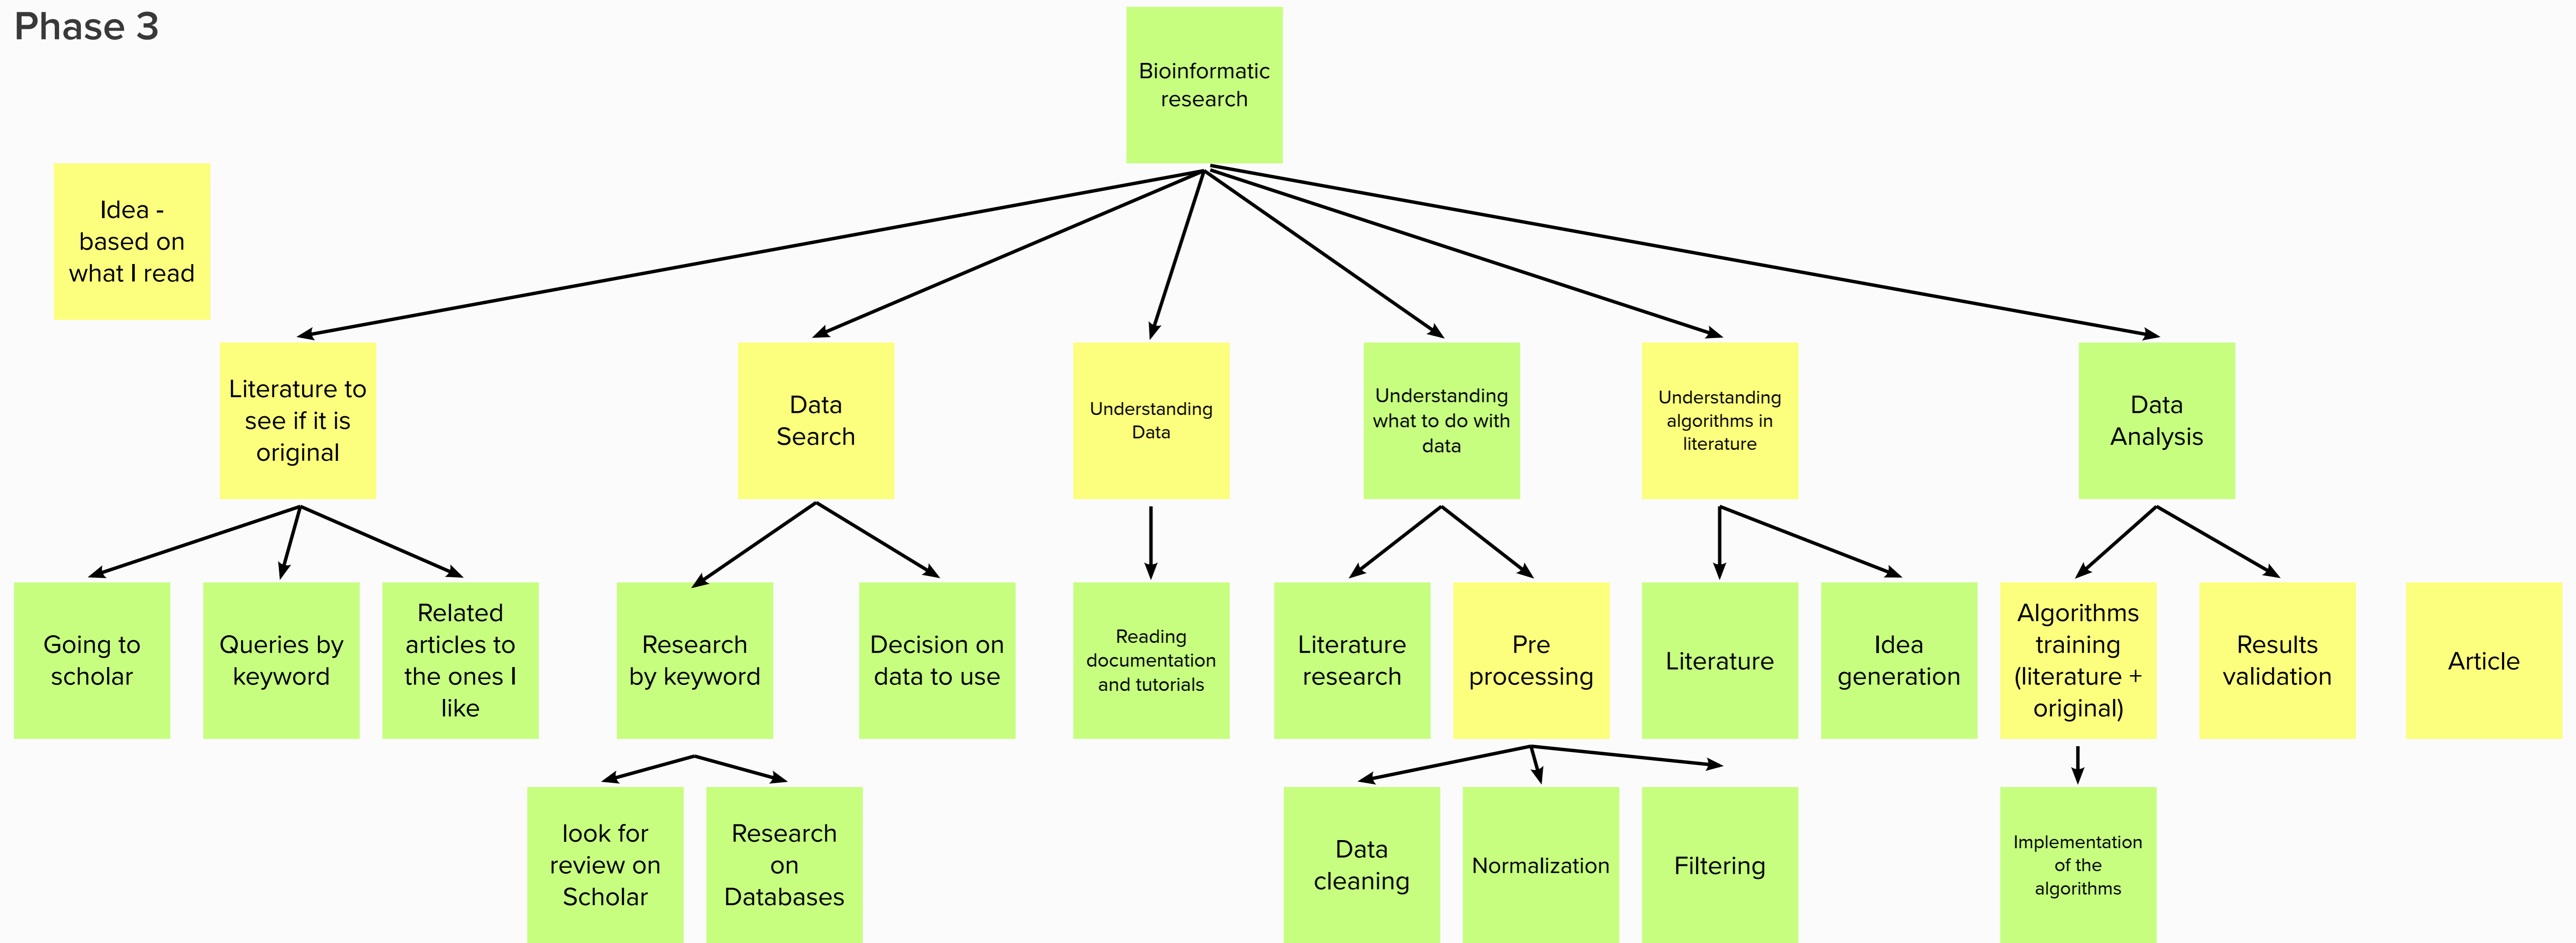 Phase 3
Bioinformatic
research
Idea -
based on
what I read
Literature to
see if it is
original
Data
Search
Understanding
Data
Understanding
what to do with
data
Understanding
algorithms in
literature
Data
Analysis
Going to
scholar
Queries by
keyword
Related
articles to
the ones I
like
Research
by keyword
Decision on
data to use
Reading
documentation
and tutorials
Literature
research
Pre
processing
Literature
Idea
generation
Algorithms
training
(literature +
original)
Results
validation
Article
look for
review on
Scholar
Research
on
Databases
Data
cleaning
Normalization
Filtering
Implementation
of the
algorithms